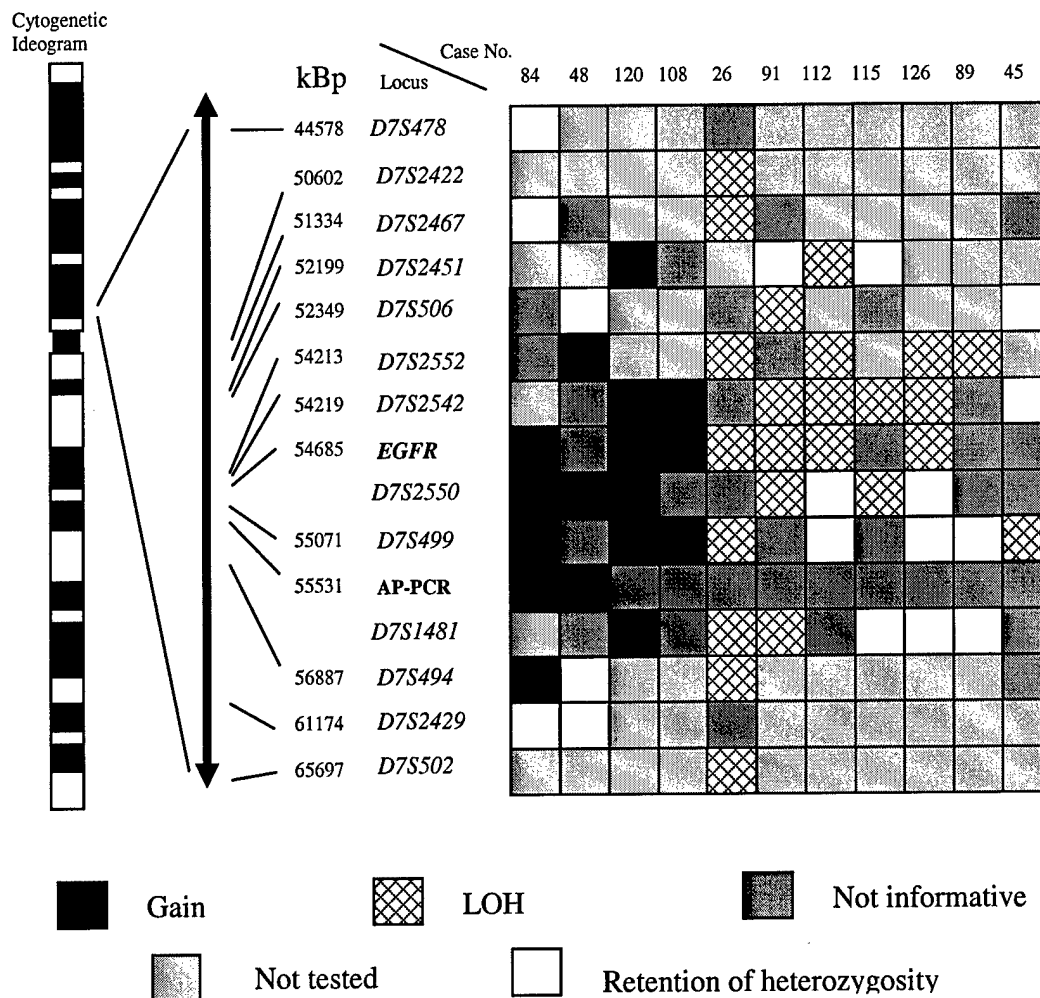 Cytogenetic
Ideogram
Case No.
kBp
Locus
84 48 120 108 26 91 112 115 126 89 45
44578 D7S478
50602 D7S2422
51334 D7S2467
52199 D7S2451
52349 D7S506
54213 D7S2552
54219 D7S2542
54685 EGFR
D7S2550
55071 D7S499
55531 AP-PCR
D7S1481
56887 D7S494
61174 D7S2429
65697 D7S502
Gain
LOH
Not informative
Not tested
Retention of heterozygosity